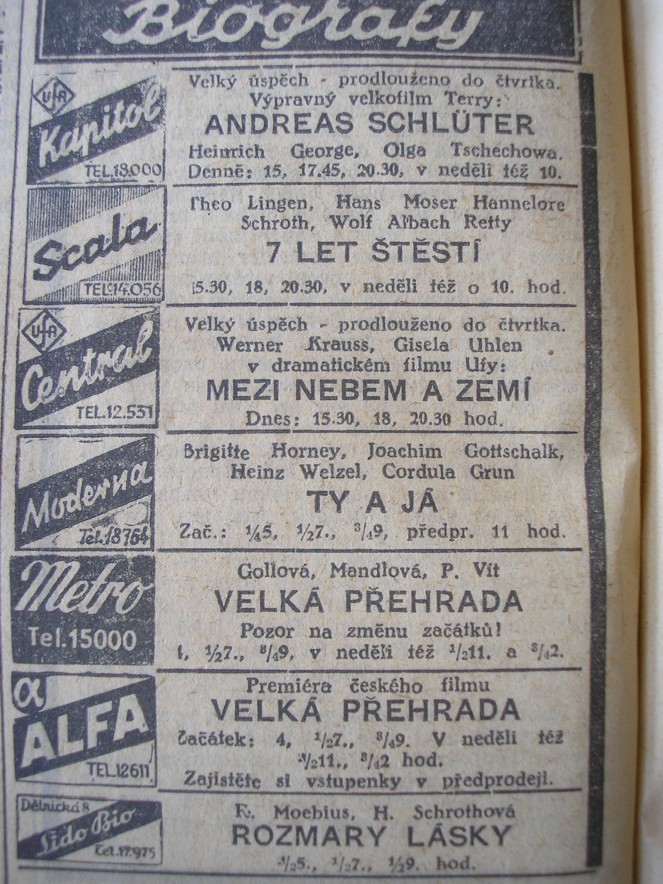 Biografy
UfA
Kapitol
TEL.18.000
Velký úspěch - prodlouženo do čtvrtka.
Výpravný velkofilm Terry:
ANDREAS SCHLÜTER
Heinrich George, Olga Tschechowa.
Denně: 15, 17.45, 20.30, v neděli též 10.
Scala
TEL.14.056
Theo Lingen, Hans Moser Hannelore
Schroth, Wolf Albach Retty
7 LET ŠTĚSTÍ
15.30, 18, 20.30, v neděli též o 10. hod.
UfA
Central
TEL.12.531
Velký úspěch - prodlouženo do čtvrtka.
Werner Krauss, Gisela Uhlen
v dramatickém filmu Ufy:
MEZI NEBEM A ZEMÍ
Dnes: 15.30, 18, 20.30 hod.
Moderna
Tel.18764
Brigitte Horney, Joachim Gottschalk,
Heinz Welzel, Cordula Grun
TY A JÁ
Zač.: ¼5, ½7., ¾9, předpr. 11 hod.
Metro
Tel.15000
Gollová, Mandlová, P. Vit
VELKÁ PŘEHRADA
Pozor na změnu začátků!
½7., ¾9, v neděli též ½11. a ¾2.
α
ALFA
TEL.12611
Premiéra českého filmu
VELKÁ PŘEHRADA
Začátek: 4, ½7., ¾9. V neděli též
½11., ¾2 hod.
Zajistěte si vstupenky v předprodeji.
Dělnická 8
Lido Bio
Tel.17.975
Moebius, H. Schrothová
ROZMARY LÁSKY
½7., ½9. hod.